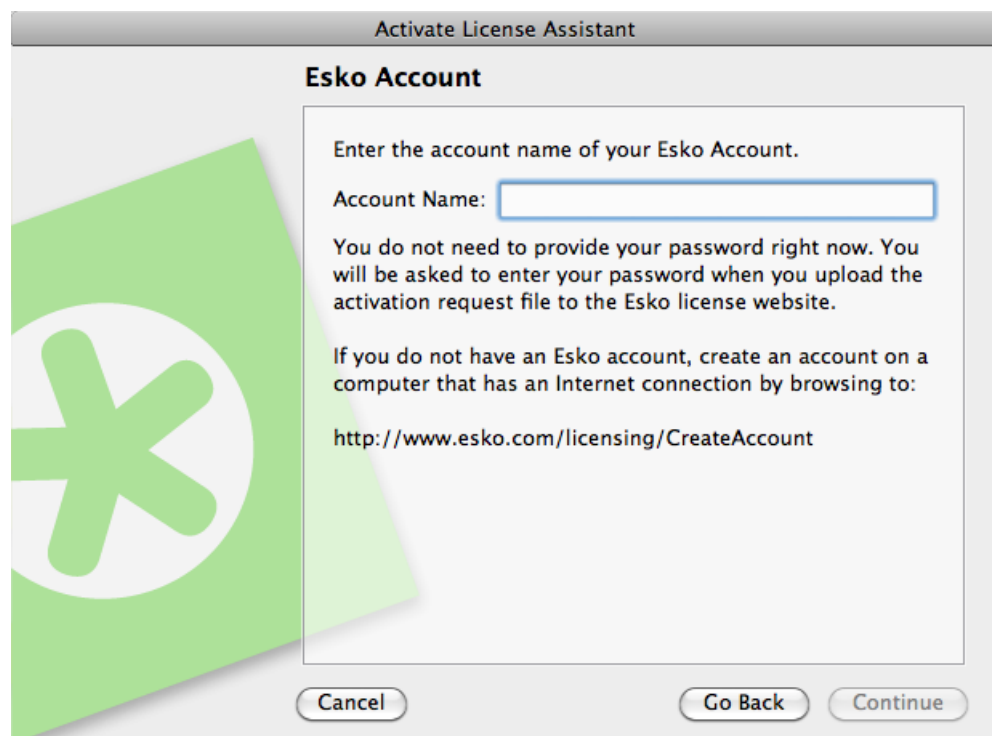 Activate License Assistant
Esko Account
Enter the account name of your Esko Account.
Account Name:
You do not need to provide your password right now. You
will be asked to enter your password when you upload the
activation request file to the Esko license website.
If you do not have an Esko account, create an account on a
computer that has an Internet connection by browsing to:
http://www.esko.com/licensing/CreateAccount
Cancel
Go Back
Continue